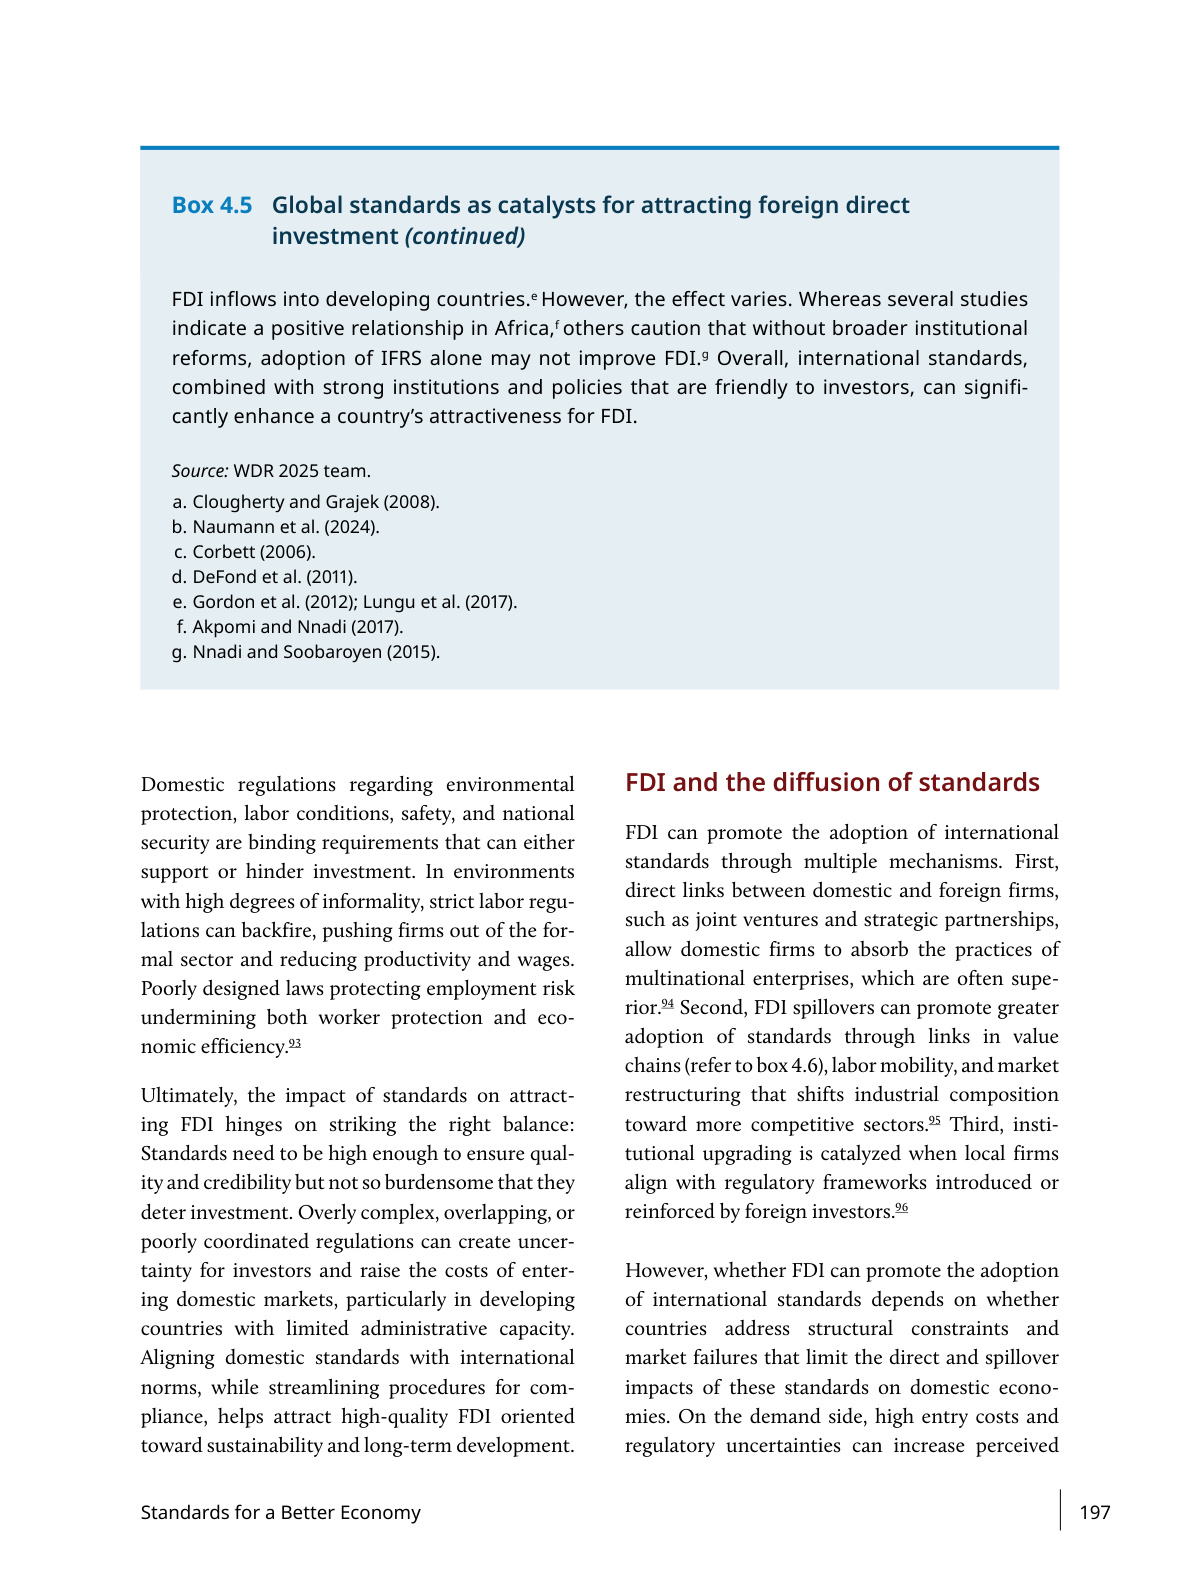 Box 4.5 Global standards as catalysts for attracting foreign direct
investment (continued)
FDI inflows into developing countries.e However, the effect varies. Whereas several studies
indicate a positive relationship in Africa,f others caution that without broader institutional
reforms, adoption of IFRS alone may not improve FDI.g Overall, international standards,
combined with strong institutions and policies that are friendly to investors, can signifi-
cantly enhance a country’s attractiveness for FDI.
Source: WDR 2025 team.
a. Clougherty and Grajek (2008).
b. Naumann et al. (2024).
c. Corbett (2006).
d. DeFond et al. (2011).
e. Gordon et al. (2012); Lungu et al. (2017).
f. Akpomi and Nnadi (2017).
g. Nnadi and Soobaroyen (2015).
Domestic regulations regarding environmental
protection, labor conditions, safety, and national
security are binding requirements that can either
support or hinder investment. In environments
with high degrees of informality, strict labor regu-
lations can backfire, pushing firms out of the for-
mal sector and reducing productivity and wages.
Poorly designed laws protecting employment risk
undermining both worker protection and eco-
nomic efficiency.93
Ultimately, the impact of standards on attract-
ing FDI hinges on striking the right balance:
Standards need to be high enough to ensure qual-
ity and credibility but not so burdensome that they
deter investment. Overly complex, overlapping, or
poorly coordinated regulations can create uncer-
tainty for investors and raise the costs of enter-
ing domestic markets, particularly in developing
countries with limited administrative capacity.
Aligning domestic standards with international
norms, while streamlining procedures for com-
pliance, helps attract high-quality FDI oriented
toward sustainability and long-term development.
FDI and the diffusion of standards
FDI can promote the adoption of international
standards through multiple mechanisms. First,
direct links between domestic and foreign firms,
such as joint ventures and strategic partnerships,
allow domestic firms to absorb the practices of
multinational enterprises, which are often supe-
rior.94 Second, FDI spillovers can promote greater
adoption of standards through links in value
chains (refer to box 4.6), labor mobility, and market
restructuring that shifts industrial composition
toward more competitive sectors.95 Third, insti-
tutional upgrading is catalyzed when local firms
align with regulatory frameworks introduced or
reinforced by foreign investors.96
However, whether FDI can promote the adoption
of international standards depends on whether
countries address structural constraints and
market failures that limit the direct and spillover
impacts of these standards on domestic econo-
mies. On the demand side, high entry costs and
regulatory uncertainties can increase perceived
Standards for a Better Economy
197